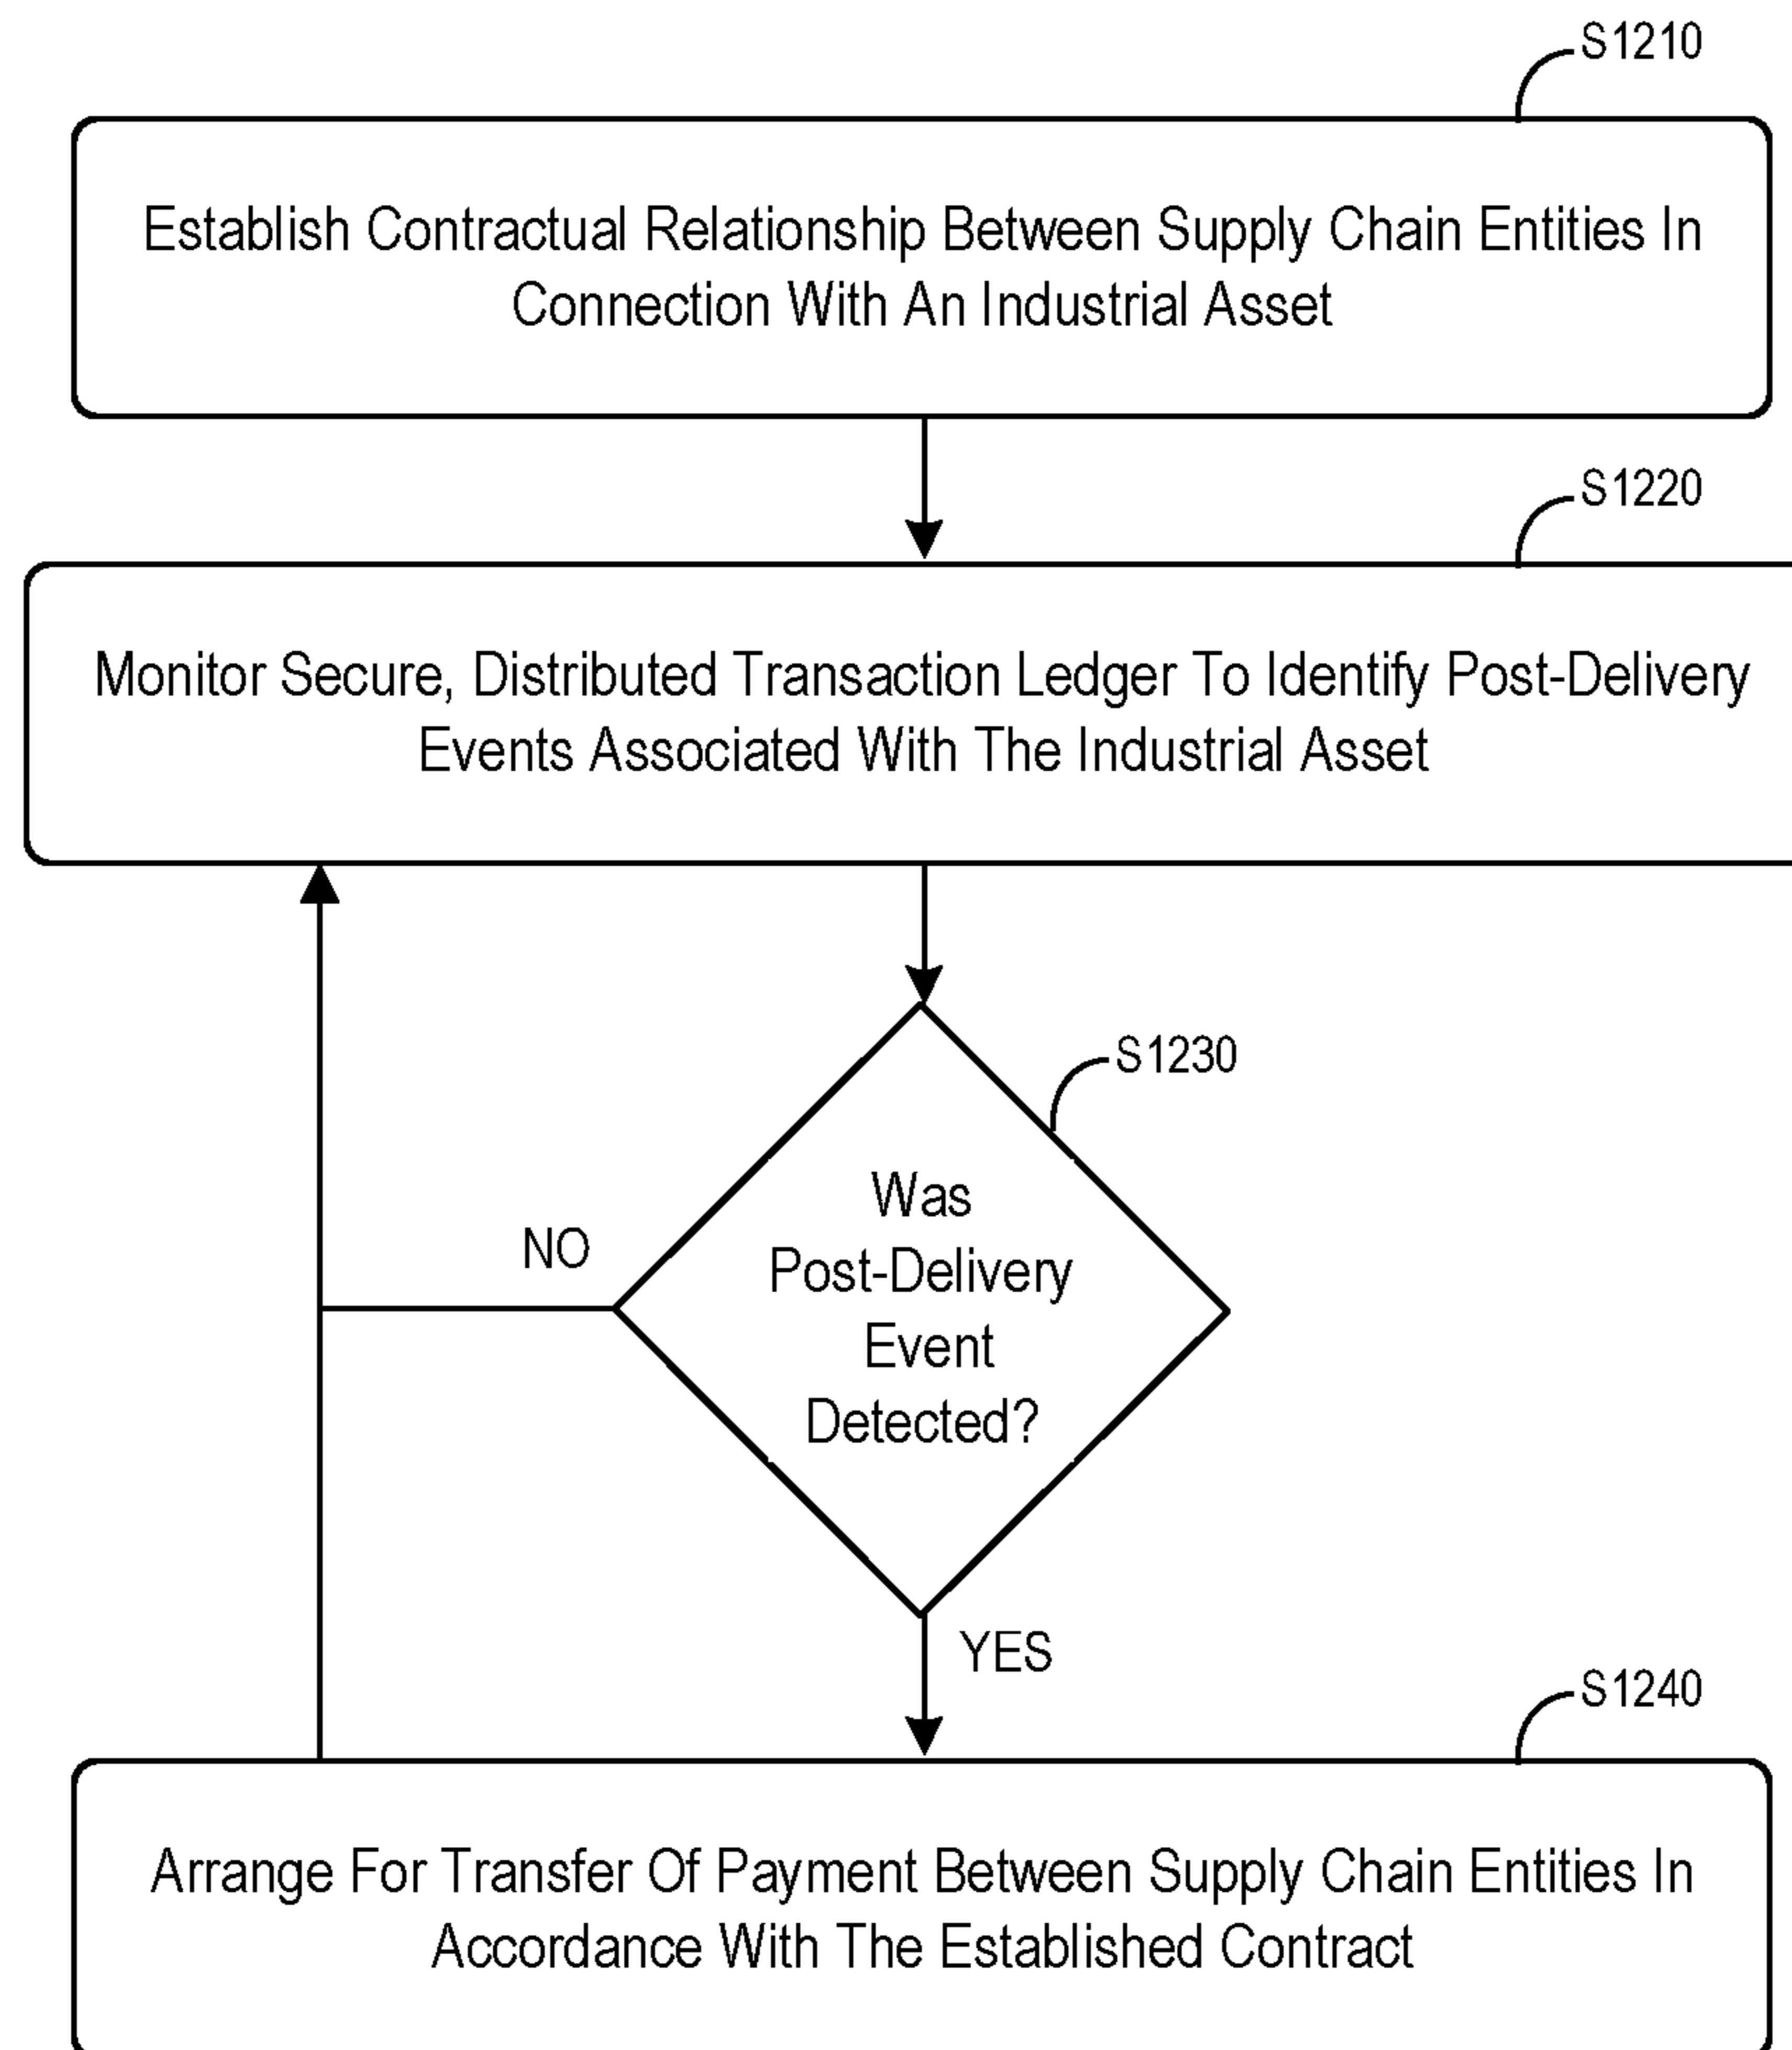 S1210
Establish Contractual Relationship Between Supply Chain Entities In
Connection With An Industrial Asset
S1220
Monitor Secure, Distributed Transaction Ledger To Identify Post-Delivery
Events Associated With The Industrial Asset
S1230
Was
Post-Delivery
Event
Detected?
NO
YES
S1240
Arrange For Transfer Of Payment Between Supply Chain Entities In
Accordance With The Established Contract